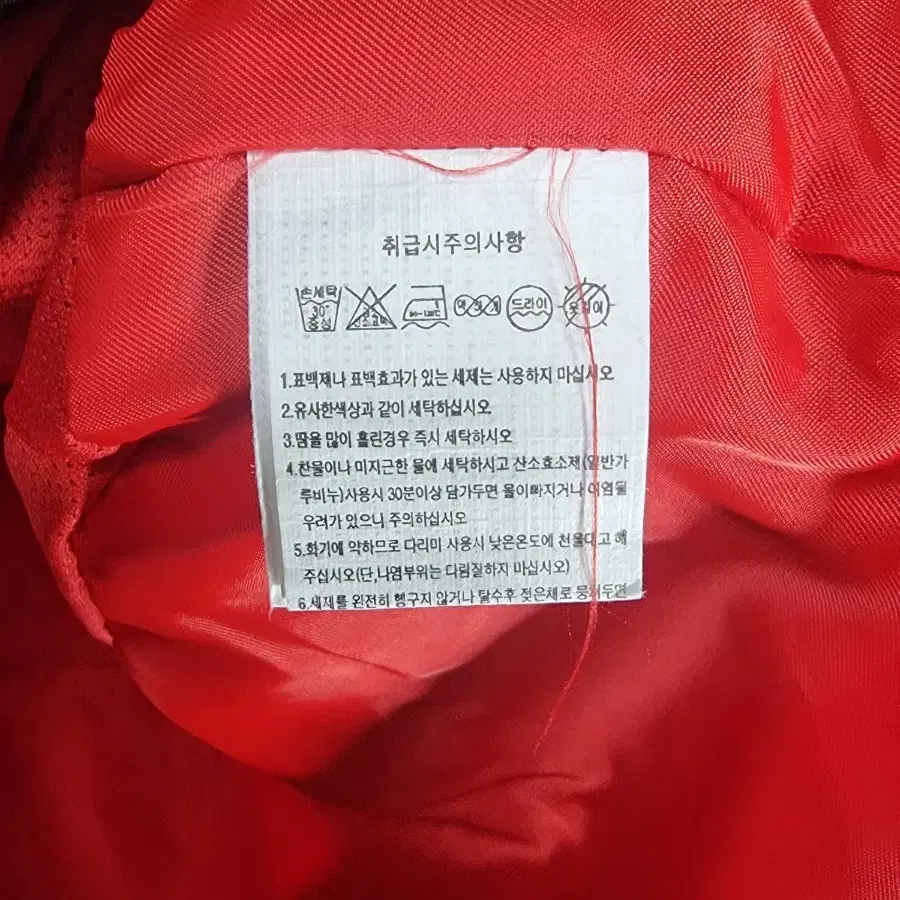 취급시주의사항
손세탁 30° 중성 드라이 옷걸이
1.표백재나 표백효과가 있는 세제는 사용하지 마십시오
2.유사한색상과 같이 세탁하십시오
3.땀을 많이 흘린경우 즉시 세탁하시오
4.찬물이나 미지근한 물에 세탁하시고 산소효소제(일반가
루비누)사용시 30분이상 담가두면 물이빠지거나 이염될
우려가 있으니 주의하십시오
5.화기에 약하므로 다리미 사용시 낮은온도에 천을대고 해
주십시오(단,나염부위는 다림질하지 마십시오)
6.세제를 완전히 헹구지 않거나 탈수후 젖은채로 뭉쳐두면